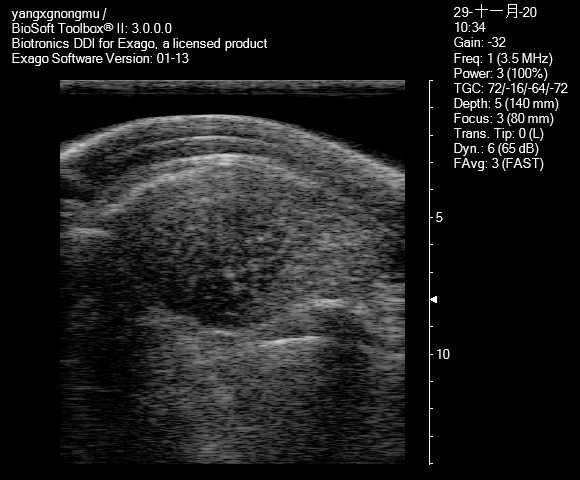 yangxgnongmu /
BioSoft Toolbox® II: 3.0.0.0
Biotronics DDI for Exago, a licensed product
Exago Software Version: 01-13
29-十一月-20
10:34
Gain: -32
Freq: 1 (3.5 MHz)
Power: 3 (100%)
TGC: 72/-16/-64/-72
Depth: 5 (140 mm)
Focus: 3 (80 mm)
Trans. Tip: 0 (L)
Dyn.: 6 (65 dB)
FAvg: 3 (FAST)
5
10